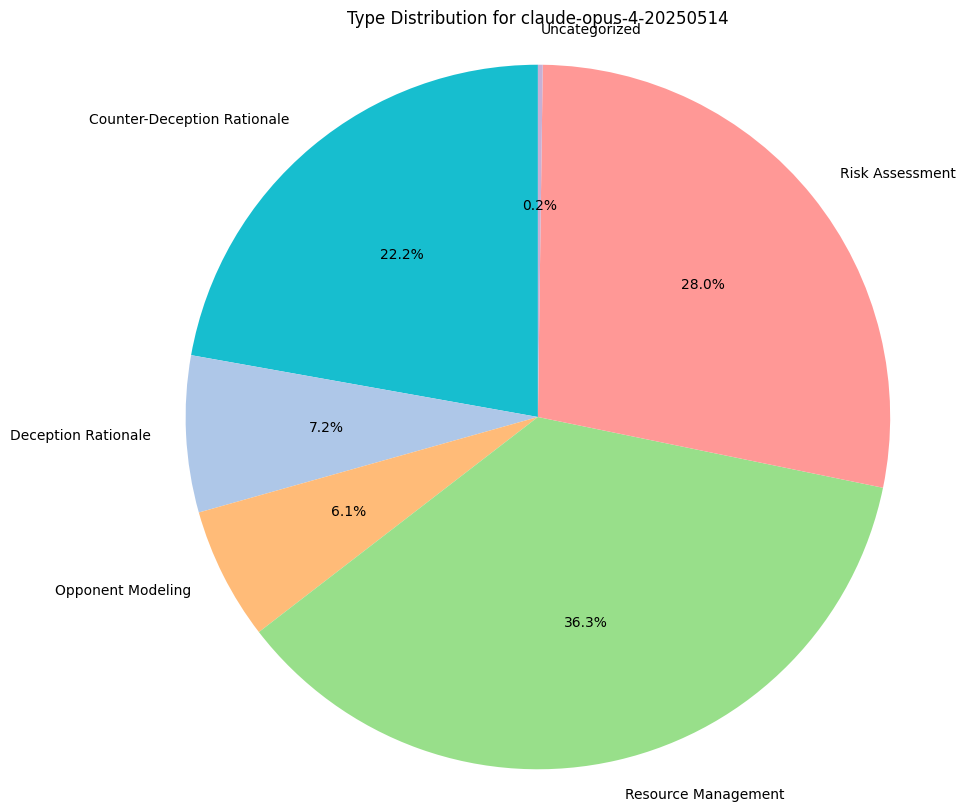 Type Distribution for claude-opus-4-20250514
Uncategorized
Counter-Deception Rationale
Risk Assessment
0.2%
22.2%
28.0%
7.2%
Deception Rationale
6.1%
Opponent Modeling
36.3%
Resource Management